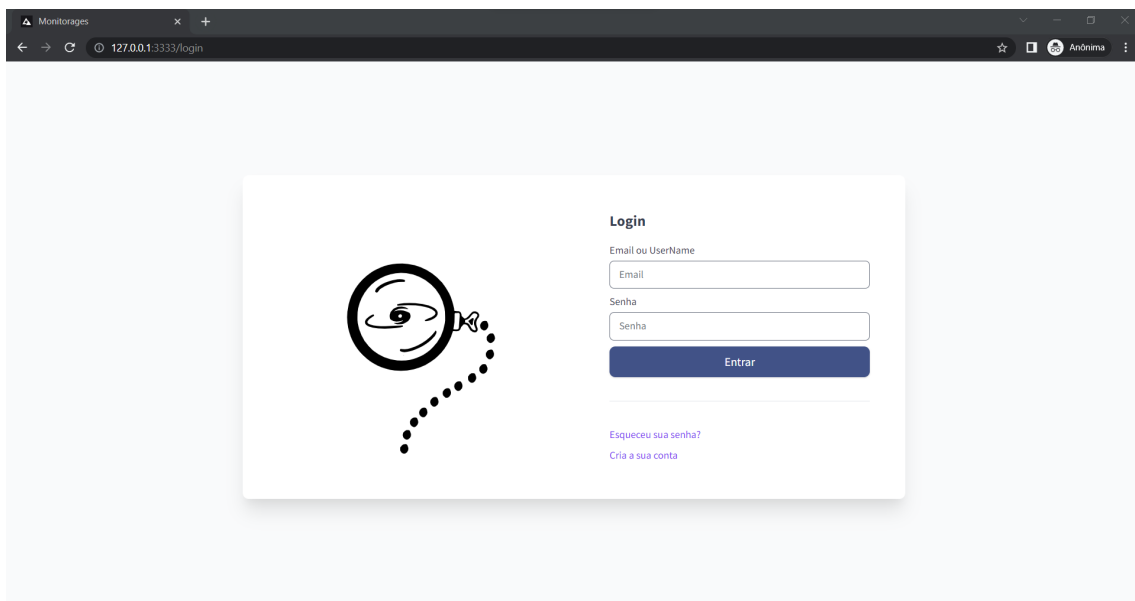 Monitorages
127.0.0.1:3333/login
Anônima
Login
Email ou UserName
Email
Senha
Senha
Entrar
Esqueceu sua senha?
Cria a sua conta